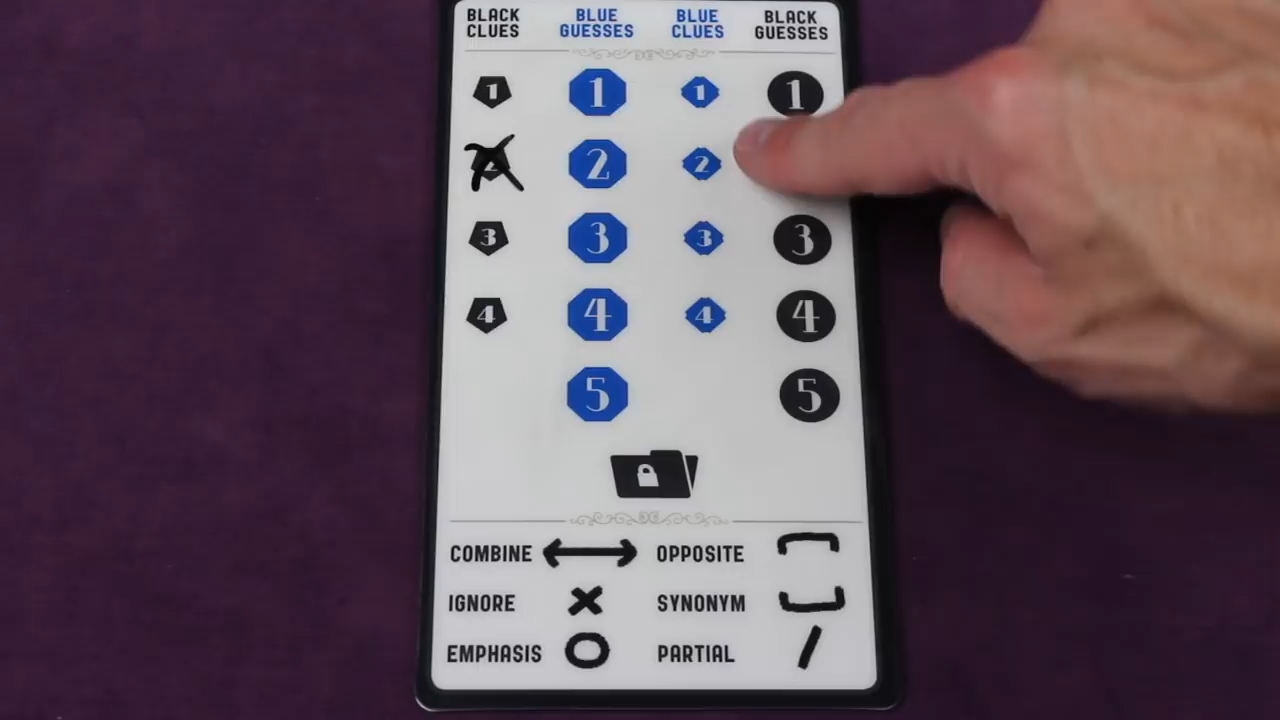 BLACK CLUES BLUE GUESSES BLUE CLUES BLACK GUESSES
1 1 1 1
2 2 2
3 3 3 3
4 4 4 4
5 5
COMBINE OPPOSITE
IGNORE SYNONYM
EMPHASIS PARTIAL